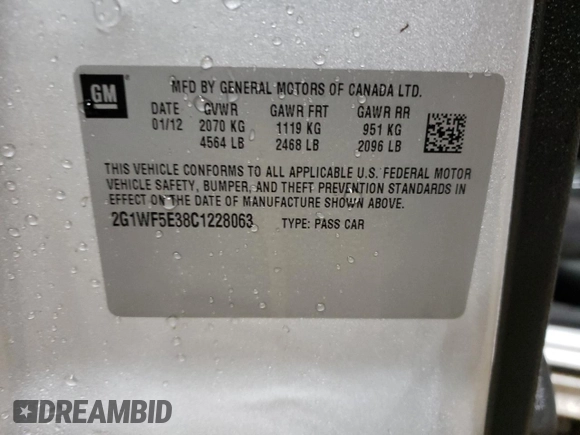 GM
®
MFD BY GENERAL MOTORS OF CANADA LTD.
DATE GVWR GAWR FRT GAWR RR
01/12 2070 KG 1119 KG 951 KG
4564 LB 2468 LB 2096 LB
THIS VEHICLE CONFORMS TO ALL APPLICABLE U.S. FEDERAL MOTOR
VEHICLE SAFETY, BUMPER, AND THEFT PREVENTION STANDARDS IN
EFFECT ON THE DATE OF MANUFACTURE SHOWN ABOVE.
2G1WF5E38C1228063 TYPE: PASS CAR
DREAMBID